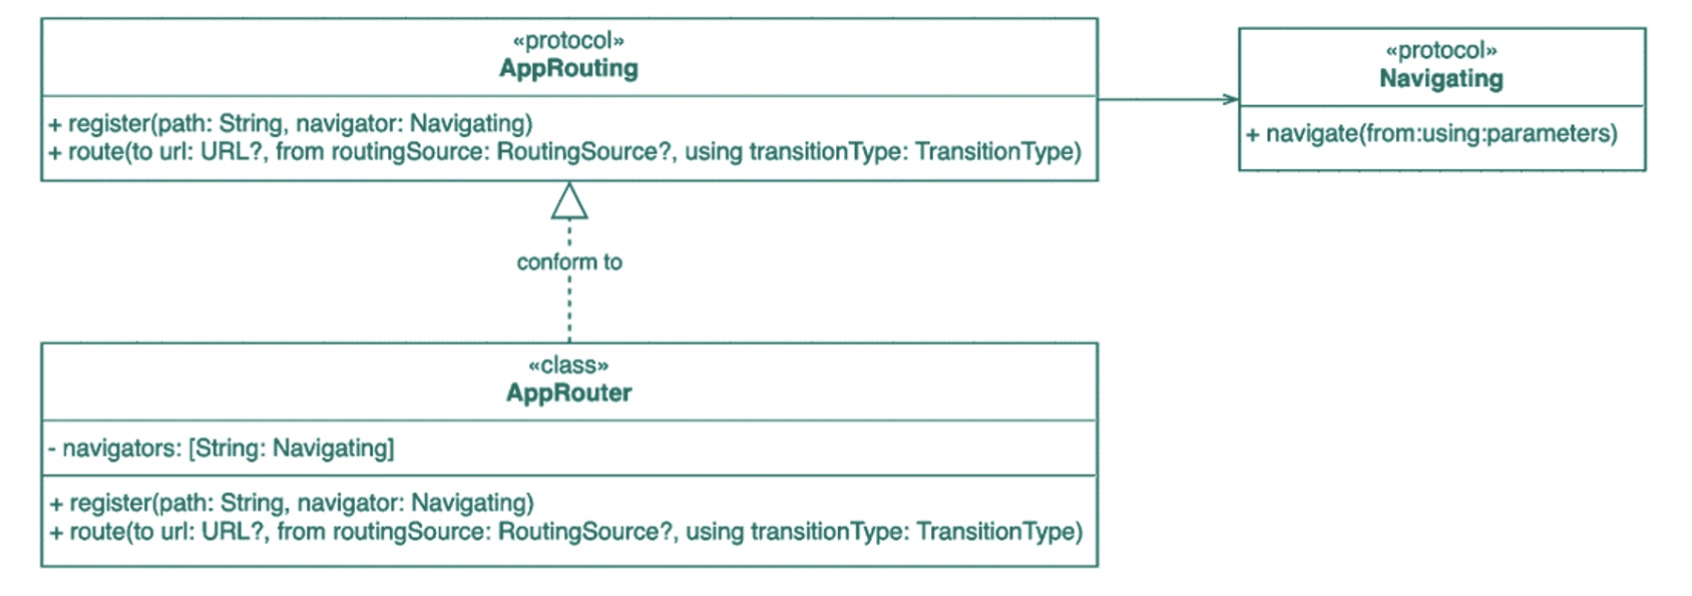 «protocol»
AppRouting
+ register(path: String, navigator: Navigating)
+ route(to url: URL?, from routingSource: RoutingSource?, using transitionType: TransitionType)
«protocol»
Navigating
+ navigate(from:using:parameters)
conform to
«class»
AppRouter
- navigators: [String: Navigating]
+ register(path: String, navigator: Navigating)
+ route(to url: URL?, from routingSource: RoutingSource?, using transitionType: TransitionType)